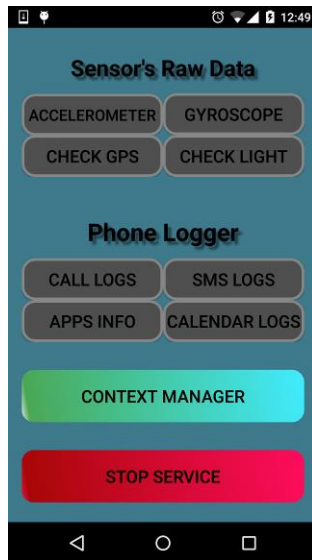 12:49
Sensor's Raw Data
ACCELEROMETER GYROSCOPE
CHECK GPS CHECK LIGHT
Phone Logger
CALL LOGS SMS LOGS
APPS INFO CALENDAR LOGS
CONTEXT MANAGER
STOP SERVICE